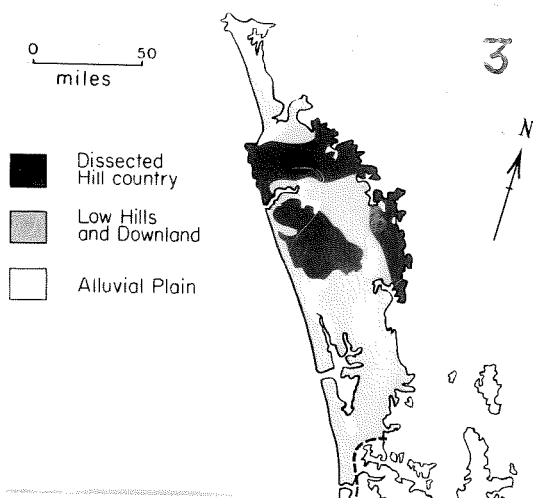 0 50
miles
3
N
Dissected
Hill country
Low Hills
and Downland
Alluvial Plain